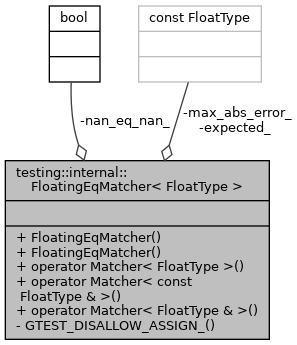 bool
const FloatType
-nan_eq_nan_
-max_abs_error_
-expected_
testing::internal::
FloatingEqMatcher< FloatType >
+ FloatingEqMatcher()
+ FloatingEqMatcher()
+ operator Matcher< FloatType >()
+ operator Matcher< const
FloatType & >()
+ operator Matcher< FloatType & >()
- GTEST_DISALLOW_ASSIGN_()